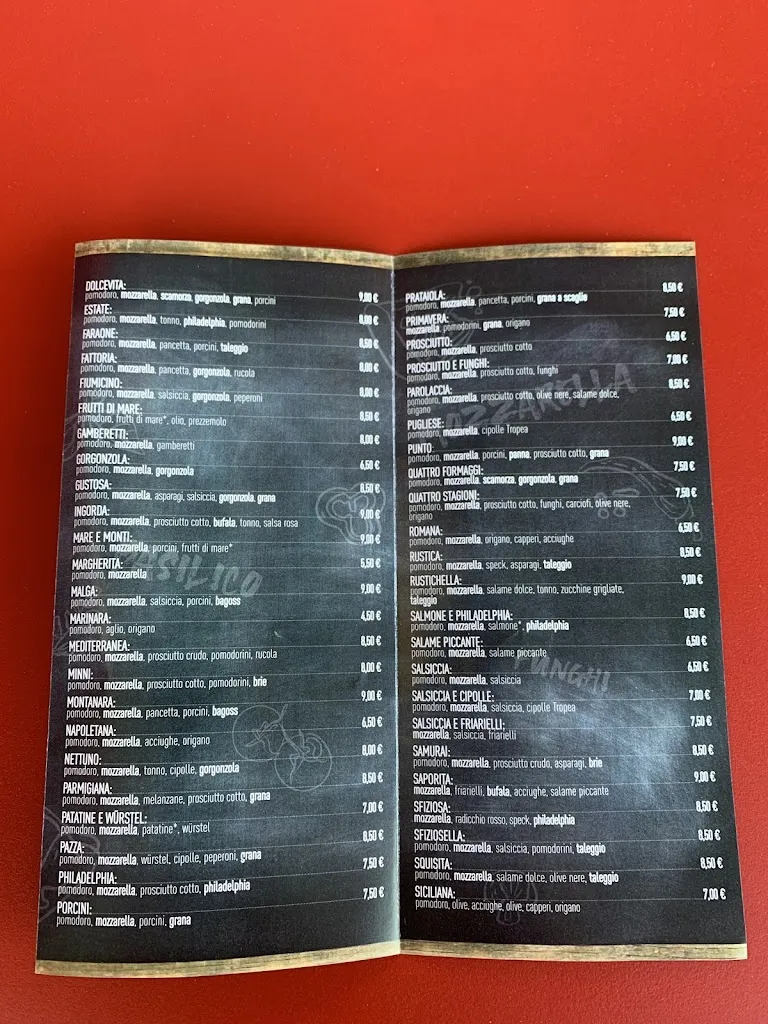 DOLCEVITA:
pomodoro, mozzarella, scamorza, gorgonzola, grana, porcini 9,00 €
ESTATE:
pomodoro, mozzarella, tonno, philadelphia, pomodorini 8,00 €
FARAONE:
pomodoro, mozzarella, pancetta, porcini, taleggio 8,50 €
FATTORIA:
pomodoro, mozzarella, pancetta, gorgonzola, rucola 8,00 €
FIUMICINO:
pomodoro, mozzarella, salsiccia, gorgonzola, peperoni 8,00 €
FRUTTI DI MARE:
pomodoro, frutti di mare*, olio, prezzemolo 8,50 €
GAMBERETTI:
pomodoro, mozzarella, gamberetti 8,00 €
GORGONZOLA:
pomodoro, mozzarella, gorgonzola 6,50 €
GUSTOSA:
pomodoro, mozzarella, asparagi, salsiccia, gorgonzola, grana 8,50 €
INGORDA:
pomodoro, mozzarella, prosciutto cotto, bufala, tonno, salsa rosa 9,00 €
MARE E MONTI:
pomodoro, mozzarella, porcini, frutti di mare* 9,00 €
MARGHERITA:
pomodoro, mozzarella 5,50 €
MALGA:
pomodoro, mozzarella, salsiccia, porcini, bagoss 9,00 €
MARINARA:
pomodoro, aglio, origano 4,50 €
MEDITERRANEA:
pomodoro, mozzarella, prosciutto crudo, pomodorini, rucola 8,50 €
MINNI:
pomodoro, mozzarella, prosciutto cotto, pomodorini, brie 8,00 €
MONTANARA:
pomodoro, mozzarella, pancetta, porcini, bagoss 9,00 €
NAPOLETANA:
pomodoro, mozzarella, acciughe, origano 6,50 €
NETTUNO:
pomodoro, mozzarella, tonno, cipolle, gorgonzola 8,00 €
PARMIGIANA:
pomodoro, mozzarella, melanzane, prosciutto cotto, grana 8,50 €
PATATINE E WÜRSTEL:
pomodoro, mozzarella, patatine*, würstel 7,00 €
PAZZA:
pomodoro, mozzarella, würstel, cipolle, peperoni, grana 8,50 €
PHILADELPHIA:
pomodoro, mozzarella, prosciutto cotto, philadelphia 7,50 €
PORCINI:
pomodoro, mozzarella, porcini, grana 7,50 €
BASILICO
PRATAIOLA:
pomodoro, mozzarella, pancetta, porcini, grana a scaglie 8,50 €
PRIMAVERA:
mozzarella, pomodorini, grana, origano 7,50 €
PROSCIUTTO:
pomodoro, mozzarella, prosciutto cotto 6,50 €
PROSCIUTTO E FUNGHI:
pomodoro, mozzarella, prosciutto cotto, funghi 7,00 €
PAROLACCIA:
pomodoro, mozzarella, prosciutto cotto, olive nere, salame dolce, 8,50 €
origano
PUGLIESE:
pomodoro, mozzarella, cipolle Tropea 6,50 €
PUNTO:
pomodoro, mozzarella, porcini, panna, prosciutto cotto, grana 9,00 €
QUATTRO FORMAGGI:
pomodoro, mozzarella, scamorza, gorgonzola, grana 7,50 €
QUATTRO STAGIONI:
pomodoro, mozzarella, prosciutto cotto, funghi, carciofi, olive nere, 7,50 €
origano
ROMANA:
pomodoro, mozzarella, origano, capperi, acciughe 6,50 €
RUSTICA:
pomodoro, mozzarella, speck, asparagi, taleggio 8,50 €
RUSTICHELLA:
pomodoro, mozzarella, salame dolce, tonno, zucchine grigliate, 9,00 €
taleggio
SALMONE E PHILADELPHIA:
pomodoro, mozzarella, salmone*, philadelphia 8,50 €
SALAME PICCANTE:
pomodoro, mozzarella, salame piccante 6,50 €
SALSICCIA:
pomodoro, mozzarella, salsiccia 6,50 €
SALSICCIA E CIPOLLE:
pomodoro, mozzarella, salsiccia, cipolle Tropea 7,00 €
SALSICCIA E FRIARIELLI:
mozzarella, salsiccia, friarielli 7,50 €
SAMURAI:
pomodoro, mozzarella, prosciutto crudo, asparagi, brie 8,50 €
SAPORITA:
mozzarella, friarielli, bufala, acciughe, salame piccante 9,00 €
SFIZIOSA:
mozzarella, radicchio rosso, speck, philadelphia 8,50 €
SFIZIOSELLA:
pomodoro, mozzarella, salsiccia, pomodorini, taleggio 8,50 €
SQUISITA:
pomodoro, mozzarella, salame dolce, olive nere, taleggio 8,50 €
SICILIANA:
pomodoro, olive, acciughe, olive, capperi, origano 7,00 €
MOZZARELLA
FUNGHI